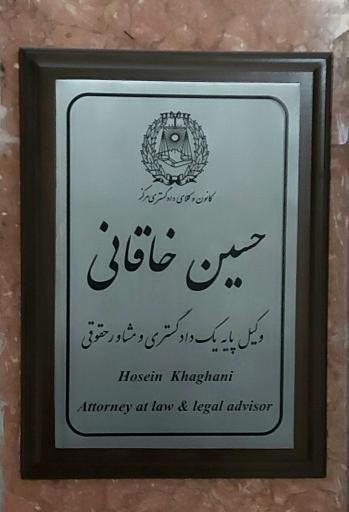 کانون وکلای دادگستری مرکز
حسین خاقانی
وکیل پایه یک دادگستری و مشاور حقوقی
Hosein Khaghani
Attorney at law & legal advisor